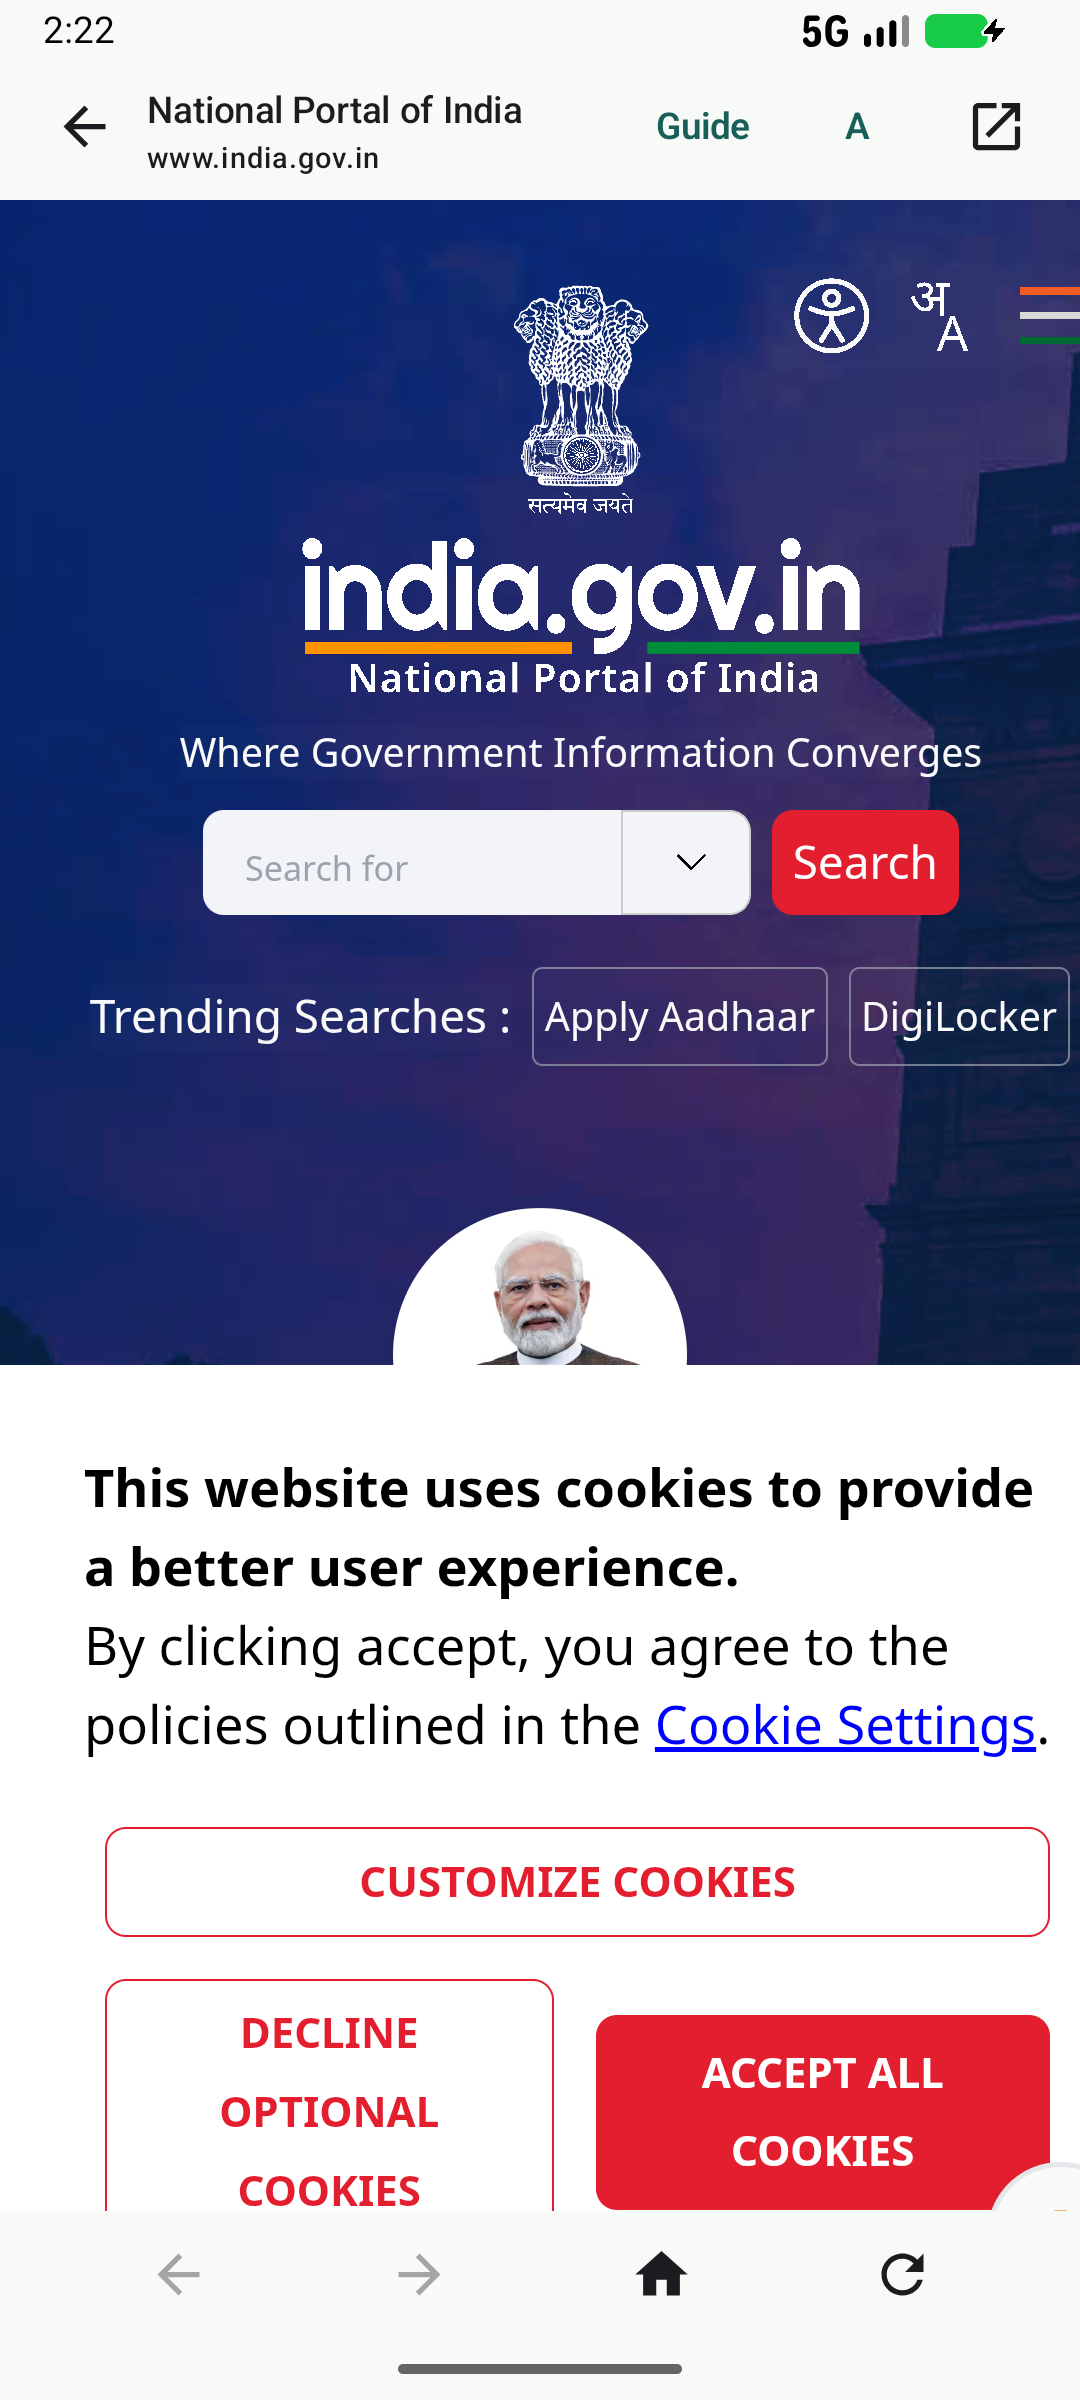 2:22
5G
National Portal of India
www.india.gov.in
Guide
A
अ
A
सत्यमेव जयते
india.gov.in
National Portal of India
Where Government Information Converges
Search for
Search
Trending Searches :
Apply Aadhaar
DigiLocker
This website uses cookies to provide
a better user experience.
By clicking accept, you agree to the
policies outlined in the Cookie Settings.
CUSTOMIZE COOKIES
DECLINE
OPTIONAL
COOKIES
ACCEPT ALL
COOKIES